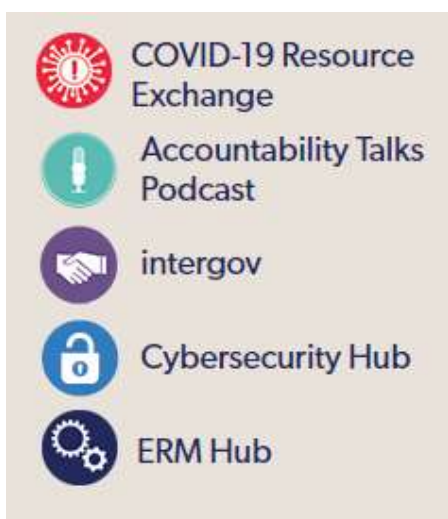 COVID-19 Resource
Exchange
Accountability Talks
Podcast
intergov
Cybersecurity Hub
ERM Hub